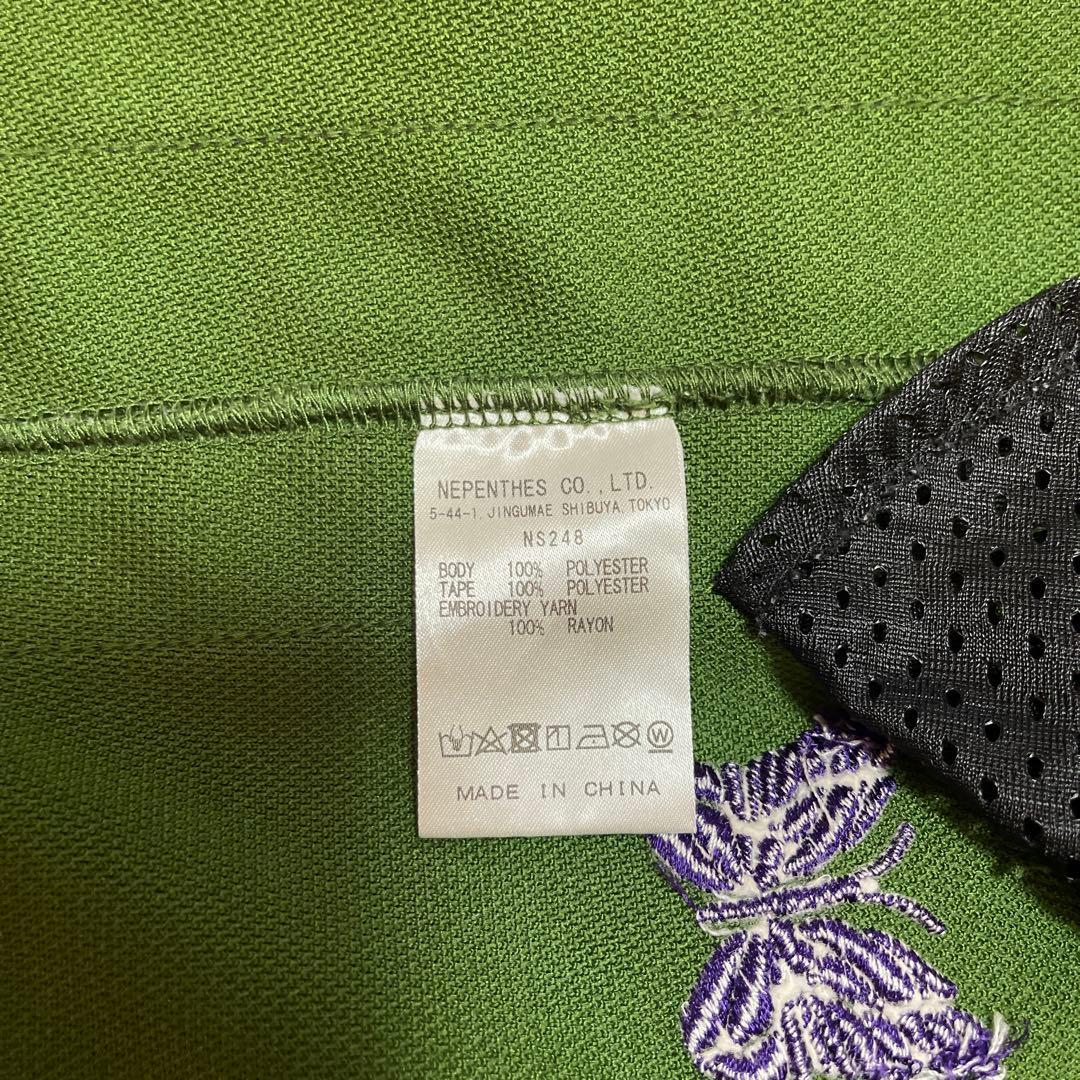 NEPENTHES CO.,LTD.
5-44-1, JINGUMAE SHIBUYA, TOKYO
NS248
BODY 100% POLYESTER
TAPE 100% POLYESTER
EMBROIDERY YARN
100% RAYON
W
MADE IN CHINA